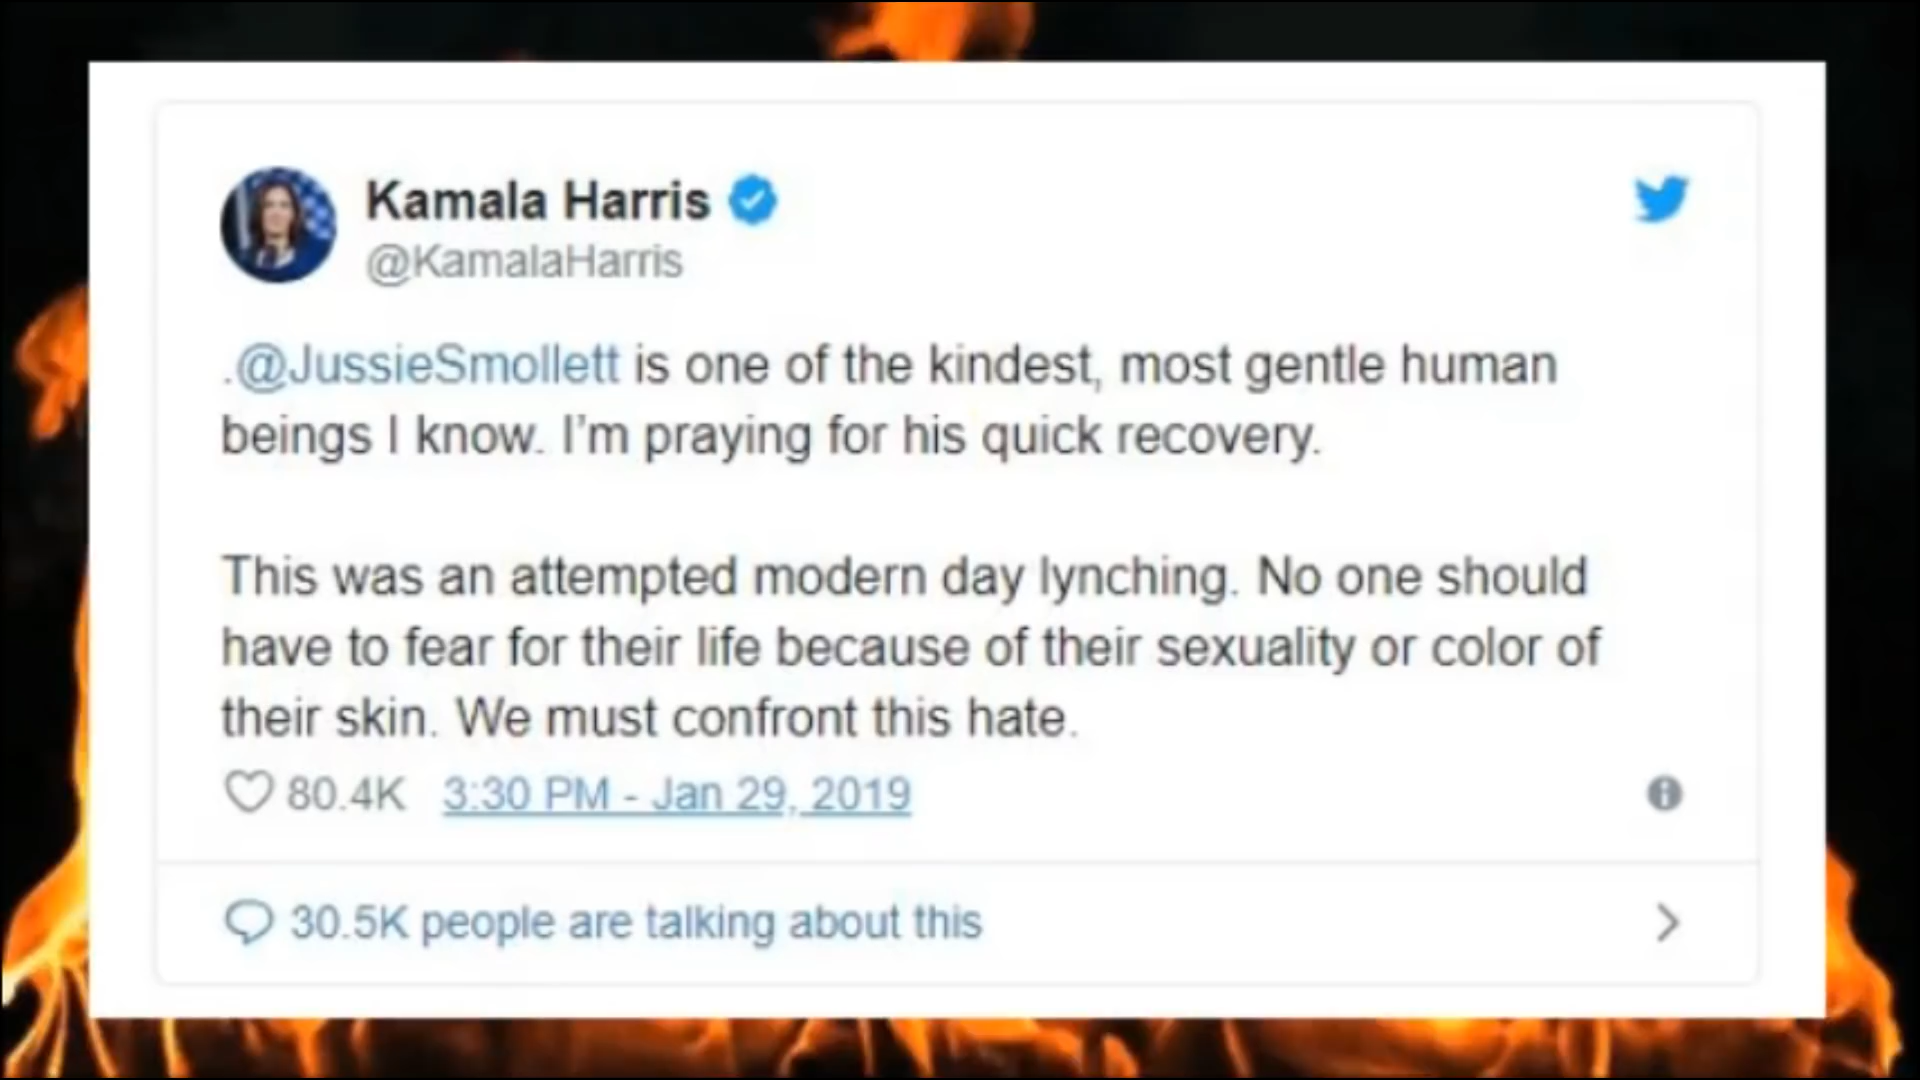 Kamala Harris
@KamalaHarris
.@JussieSmollett is one of the kindest, most gentle human
beings I know. I'm praying for his quick recovery.
This was an attempted modern day lynching. No one should
have to fear for their life because of their sexuality or color of
their skin. We must confront this hate.
80.4K 3:30 PM - Jan 29, 2019
30.5K people are talking about this